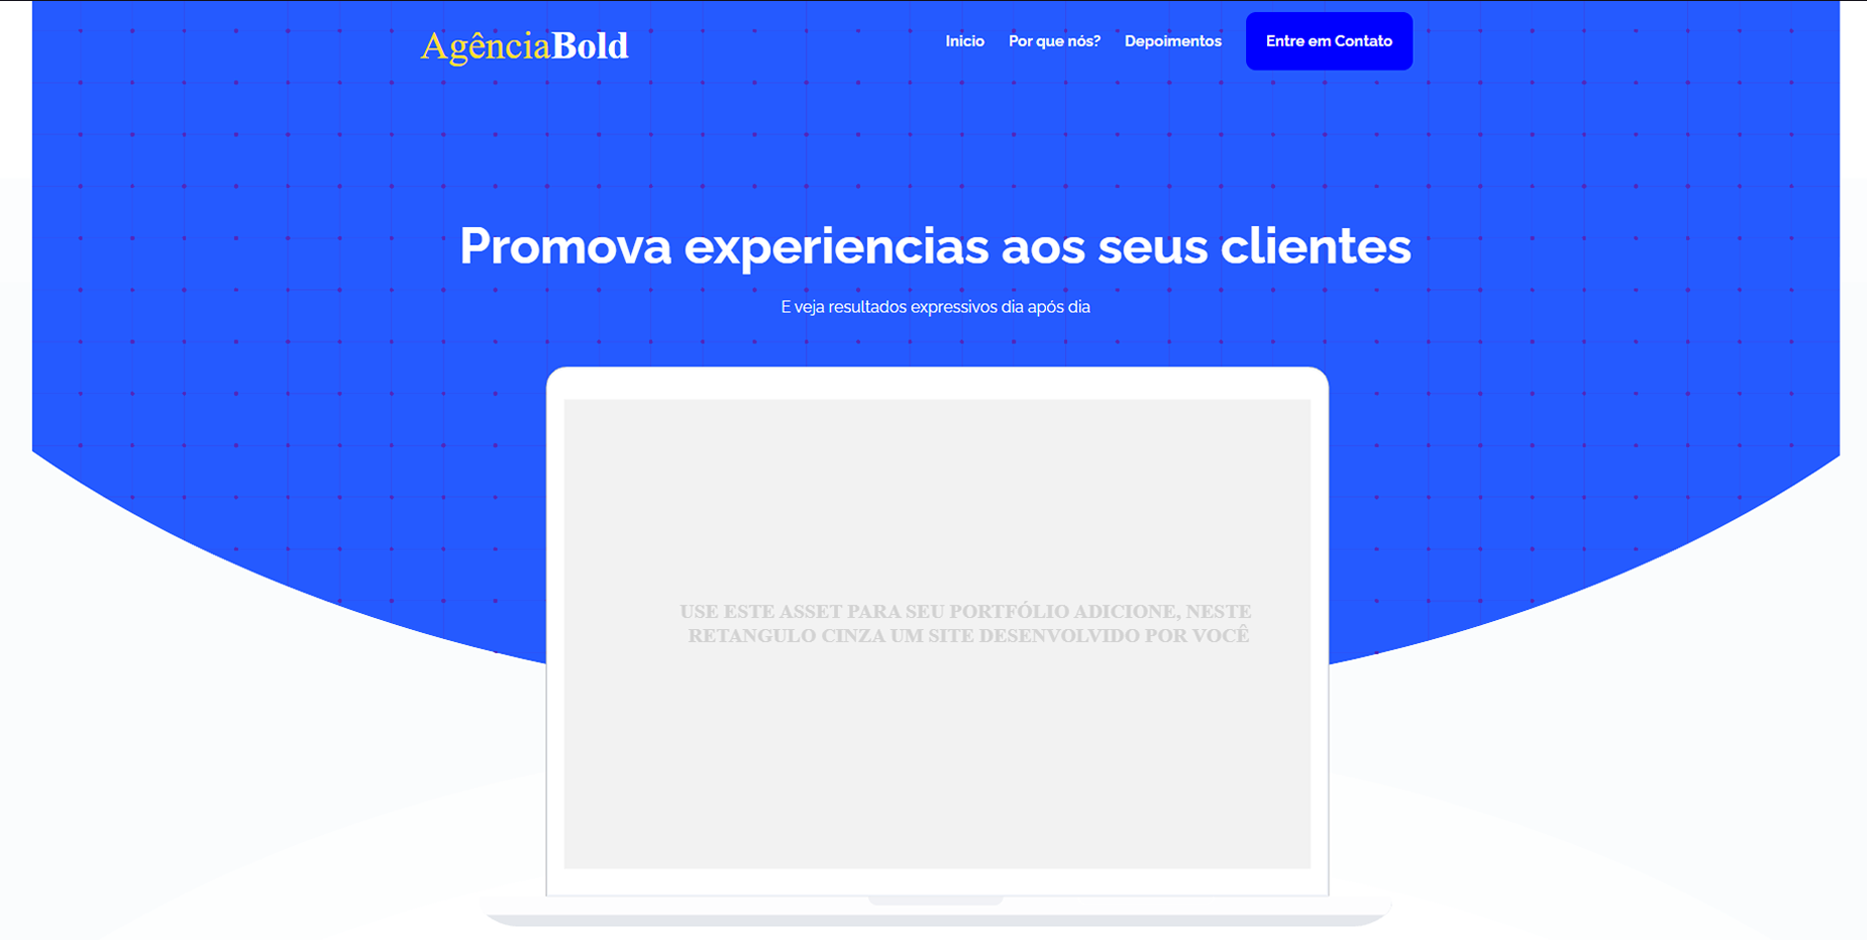 AgênciaBold
Inicio Por que nós? Depoimentos Entre em Contato
Promova experiencias aos seus clientes
E veja resultados expressivos dia após dia
USE ESTE ASSET PARA SEU PORTFÓLIO ADICIONE, NESTE
RETANGULO CINZA UM SITE DESENVOLVIDO POR VOCÊ